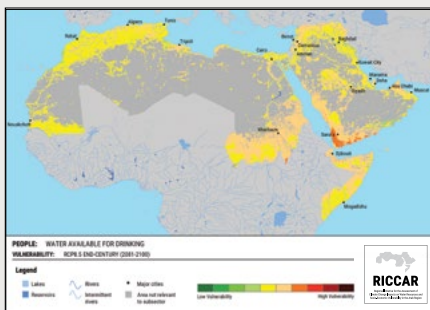 Algiers
Tunis
Rabat
Tripoli
Beirut
Damascus
Baghdad
Amman
Cairo
Kuwait City
Manama
Doha
Riyadh
Abu Dhabi
Muscat
Nouakchott
Khartoum
Sana'a
Djibouti
Mogadishu
PEOPLE: WATER AVAILABLE FOR DRINKING
VULNERABILITY: RCP8.5 END-CENTURY (2081-2100)
Legend
Lakes
Rivers
Major cities
Reservoirs
Intermittent rivers
Area not relevant to subsector
Low Vulnerability
High Vulnerability
RICCAR